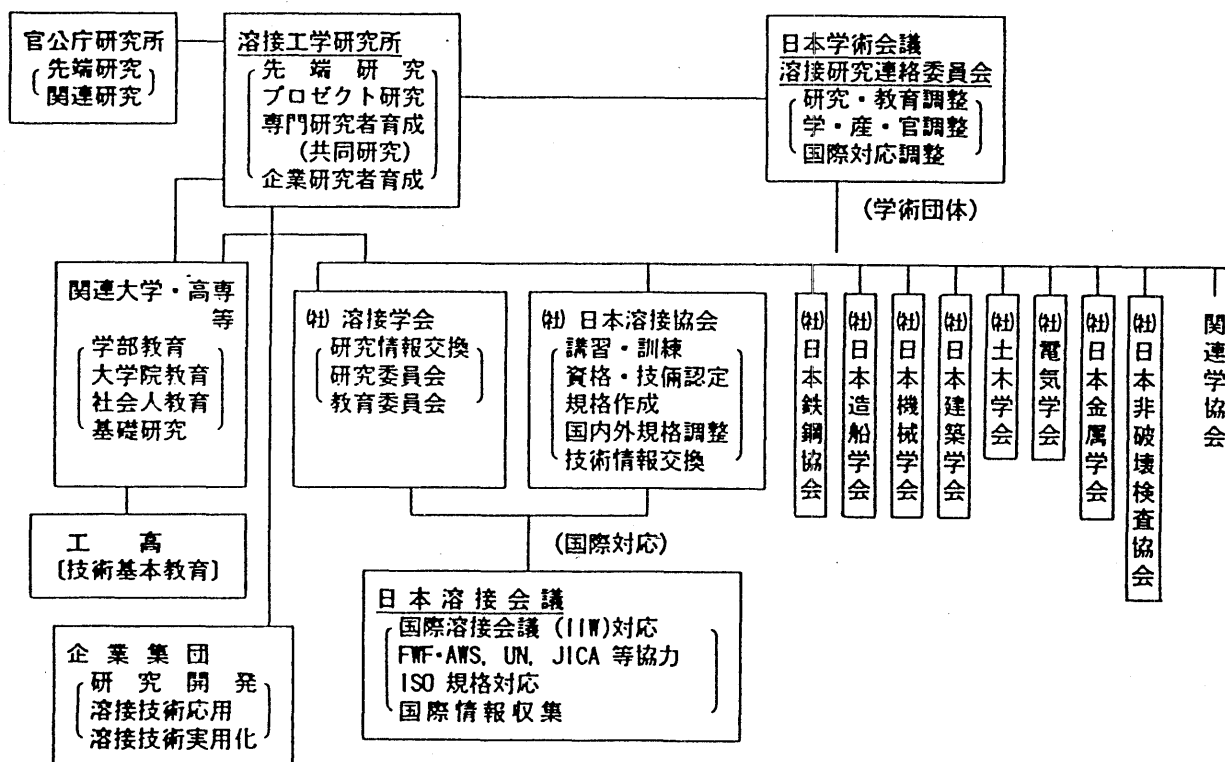 官公庁研究所
先端研究
関連研究
溶接工学研究所
先端研究
プロゼクト研究
専門研究者育成
(共同研究)
企業研究者育成
日本学術会議
溶接研究連絡委員会
研究・教育調整
学・産・官調整
国際対応調整
(学術団体)
関連大学・高専
等
学部教育
大学院教育
社会人教育
基礎研究
㈳ 溶接学会
研究情報交換
研究委員会
教育委員会
㈳ 日本溶接協会
講習・訓練
資格・技倆認定
規格作成
国内外規格調整
技術情報交換
㈳日本鉄鋼協会
㈳日本造船学会
㈳日本機械学会
㈳日本建築学会
㈳土木学会
㈳電気学会
㈳日本金属学会
㈳日本非破壊検査協会
関連学協会
工高
〔技術基本教育〕
(国際対応)
日本溶接会議
国際溶接会議 (IIW)対応
FWF・AWS, UN, JICA 等協力
ISO 規格対応
国際情報収集
企業集団
研究開発
溶接技術応用
溶接技術実用化